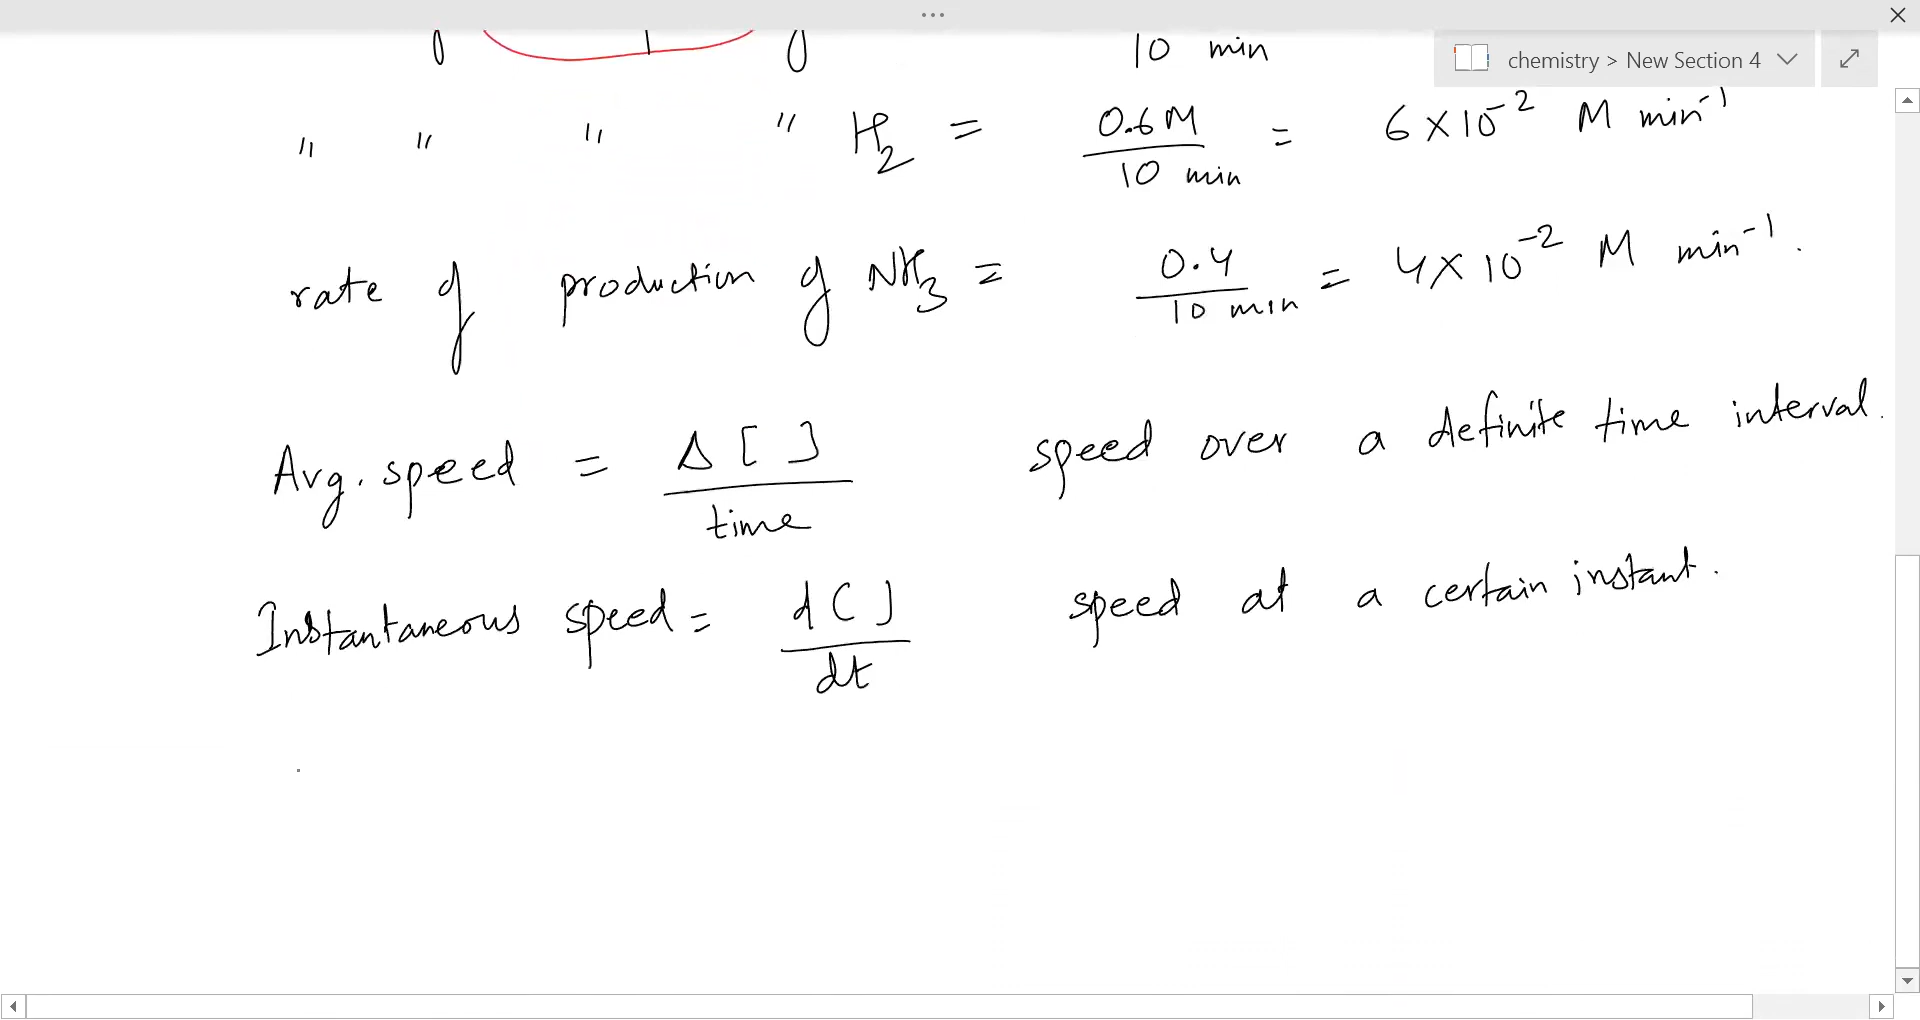 10 min
chemistry > New Section 4
" " " " H₂ = 0.6 M / 10 min = 6 × 10⁻² M min⁻¹
rate of production of NH₃ = 0.4 / 10 min = 4 × 10⁻² M min⁻¹.
Avg. speed = Δ [ ] / time speed over a definite time interval.
Instantaneous speed = d [ ] / dt speed at a certain instant.